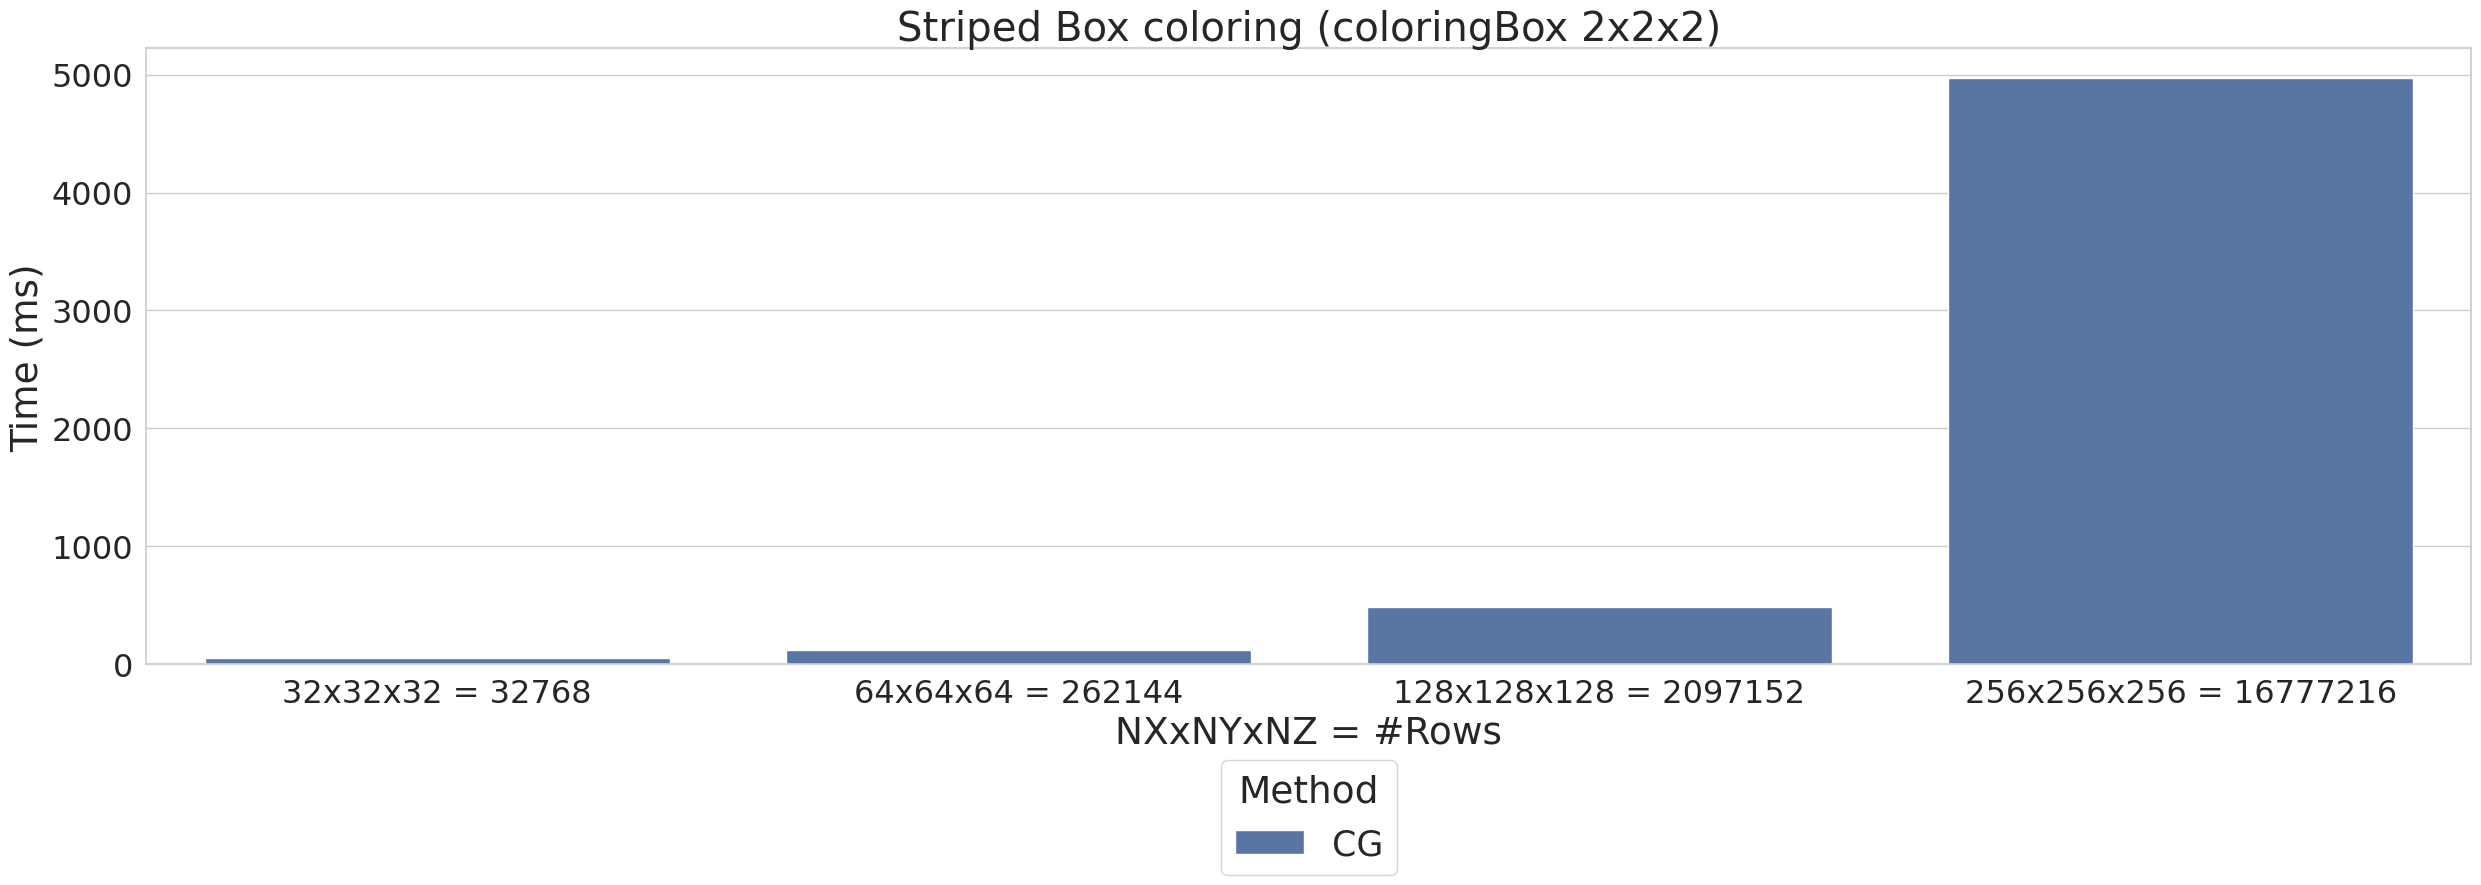 Striped Box coloring (coloringBox 2x2x2)
5000
4000
3000
2000
1000
0
Time (ms)
32x32x32 = 32768
64x64x64 = 262144
128x128x128 = 2097152
256x256x256 = 16777216
NXxNYxNZ = #Rows
Method
CG